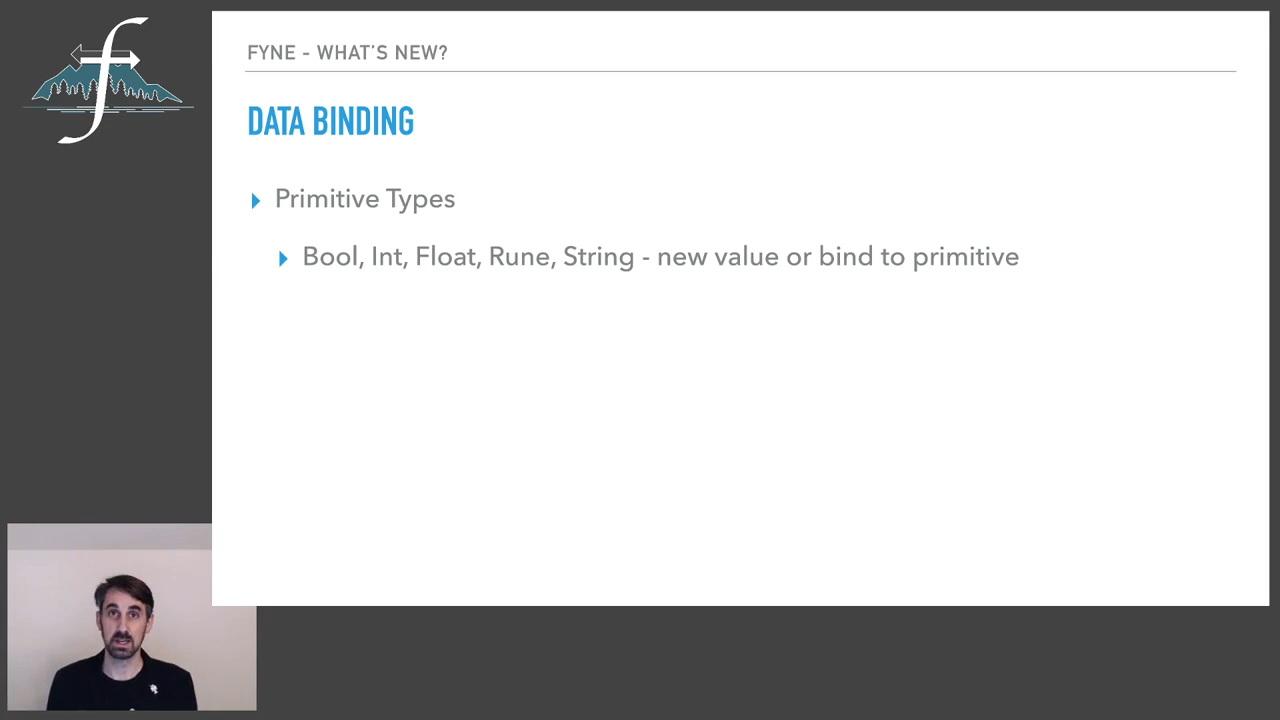 FYNE - WHAT'S NEW?
DATA BINDING
Primitive Types
Bool, Int, Float, Rune, String - new value or bind to primitive